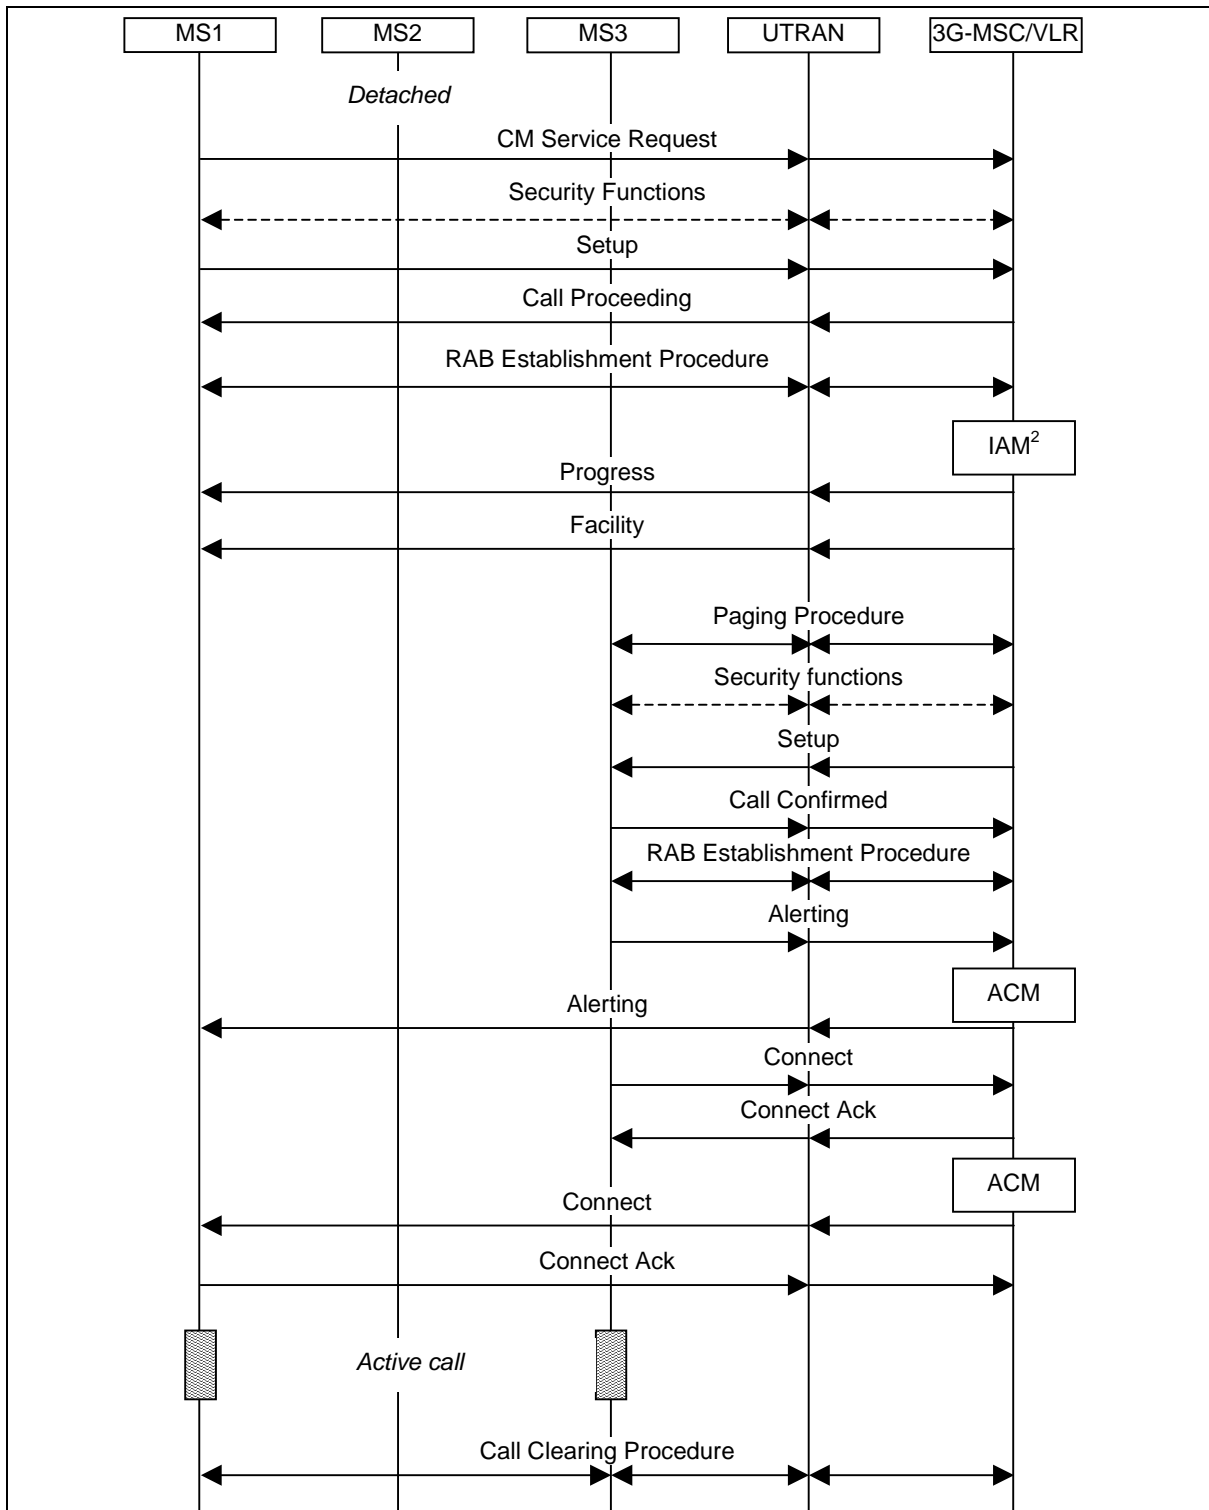 MS1 MS2 MS3 UTRAN 3G-MSC/VLR
Detached
CM Service Request
Security Functions
Setup
Call Proceeding
RAB Establishment Procedure
IAM²
Progress
Facility
Paging Procedure
Security functions
Setup
Call Confirmed
RAB Establishment Procedure
Alerting
ACM
Alerting
Connect
Connect Ack
ACM
Connect
Connect Ack
Active call
Call Clearing Procedure